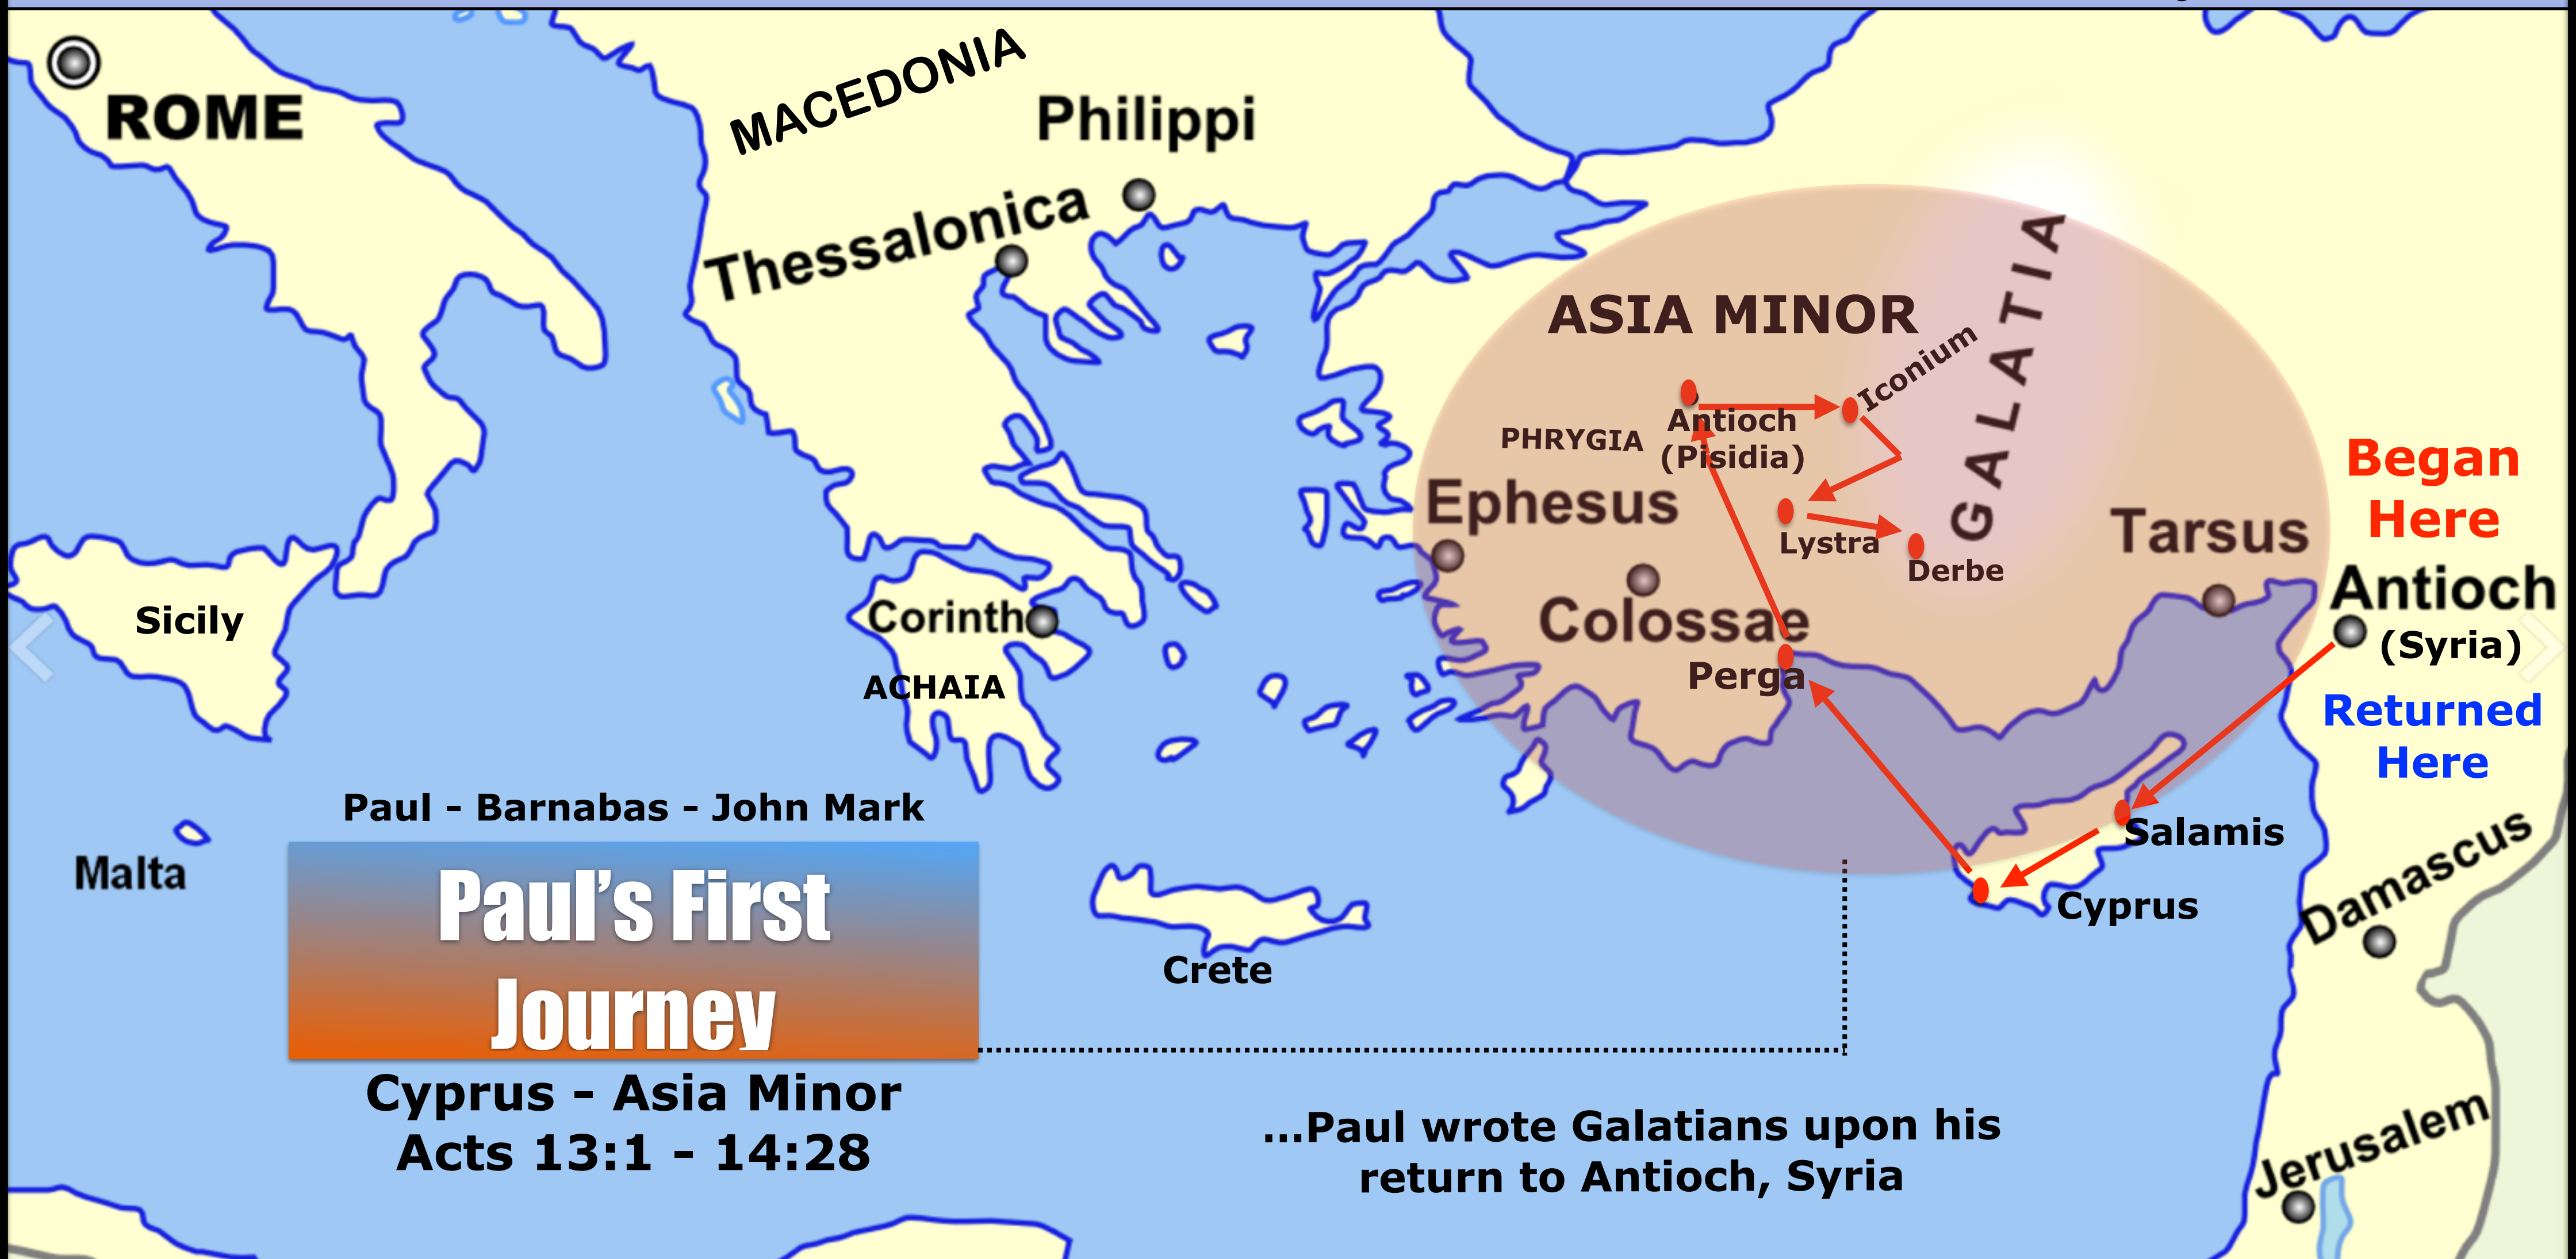 ROME
MACEDONIA
Philippi
Thessalonica
ASIA MINOR
GALATIA
Iconium
Antioch
(Pisidia)
PHRYGIA
Ephesus
Lystra
Derbe
Tarsus
Began
Here
Antioch
(Syria)
Returned
Here
Sicily
Corinth
ACHAIA
Colossae
Perga
Salamis
Cyprus
Damascus
Malta
Paul - Barnabas - John Mark
Paul’s First
Journey
Cyprus - Asia Minor
Acts 13:1 - 14:28
Crete
...Paul wrote Galatians upon his
return to Antioch, Syria
Jerusalem